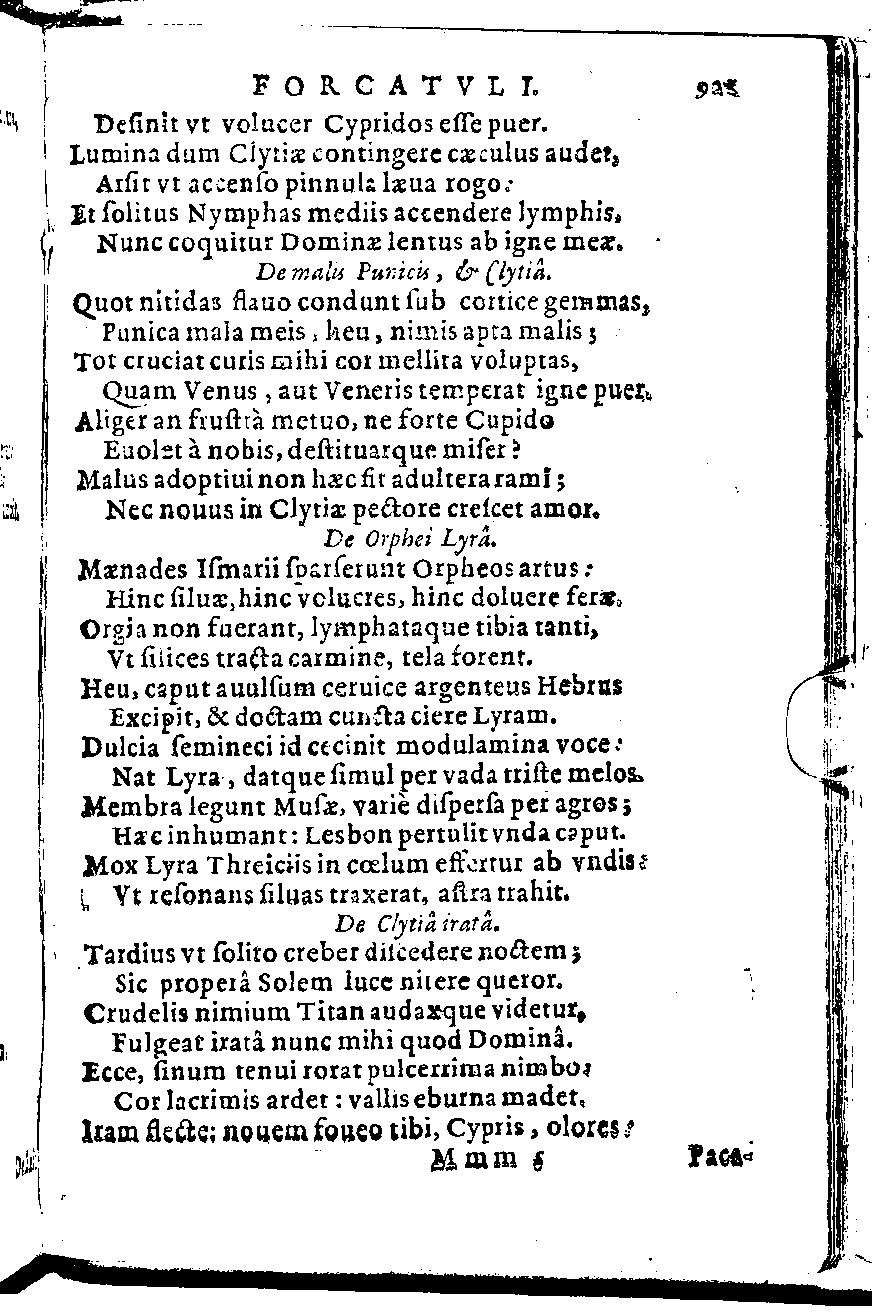 FORCATVLI. 925
Deſinit vt volucer Cypridos eſſe puer.
Lumina dum Clytiæ contingere cæculus audet,
Arſit vt accenſo pinnula læua rogo:
Et ſolitus Nymphas mediis accendere lymphis,
Nunc coquitur Dominæ lentus ab igne meæ.
De malis Punicis, & Clytiâ.
Quot nitidas flauo condunt ſub cortice gemmas,
Punica mala meis, heu, nimis apta malis;
Tot cruciat curis mihi cor mellita voluptas,
Quam Venus, aut Veneris temperat igne puer.
Aliger an fruſtrà metuo, ne forte Cupido
Euolet à nobis, deſtituarque miſer?
Malus adoptiui non hæc fit adultera rami;
Nec nouus in Clytiæ pectore creſcet amor.
De Orphei Lyrâ.
Mænades Iſmarii ſparſerunt Orpheos artus:
Hinc ſiluæ, hinc volucres, hinc doluere feræ.
Orgia non fuerant, lymphataque tibia tanti,
Vt ſilices tracta carmine, tela forent.
Heu, caput auulſum ceruice argenteus Hebrus
Excipit, & doctam cuncta ciere Lyram.
Dulcia ſemineci id cecinit modulamina voce:
Nat Lyra, datque ſimul per vada triſte melos.
Membra legunt Muſæ, variè diſperſa per agros;
Hæc inhumant: Lesbon pertulit vnda caput.
Mox Lyra Threiciis in cœlum effertur ab vndis:
Vt reſonans ſiluas traxerat, aſtra trahit.
De Clytiâ iratâ.
Tardius vt ſolito creber diſcedere noctem;
Sic properâ Solem luce nitere queror.
Crudelis nimium Titan audaxque videtur,
Fulgeat iratâ nunc mihi quod Dominâ.
Ecce, ſinum tenui rorat pulcerrima nimbo:
Cor lacrimis ardet: vallis eburna madet.
Iram flecte: nouem foueo tibi, Cypris, olores:
Mmm 5 Paca-